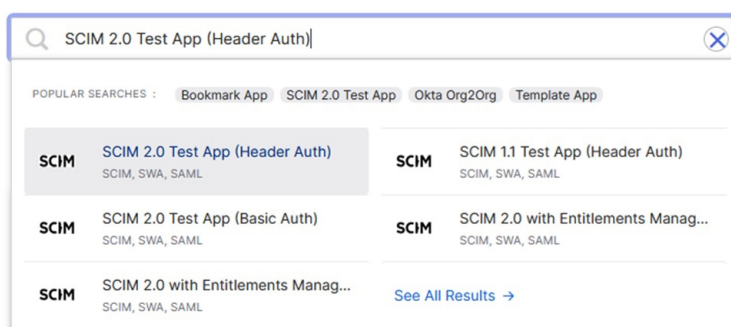 SCIM 2.0 Test App (Header Auth)
POPULAR SEARCHES : Bookmark App SCIM 2.0 Test App Okta Org2Org Template App
SCIM
SCIM 2.0 Test App (Header Auth)
SCIM, SWA, SAML
SCIM
SCIM 1.1 Test App (Header Auth)
SCIM, SWA, SAML
SCIM
SCIM 2.0 Test App (Basic Auth)
SCIM, SWA, SAML
SCIM
SCIM 2.0 with Entitlements Manag...
SCIM, SWA, SAML
SCIM
SCIM 2.0 with Entitlements Manag...
SCIM, SWA, SAML
See All Results →